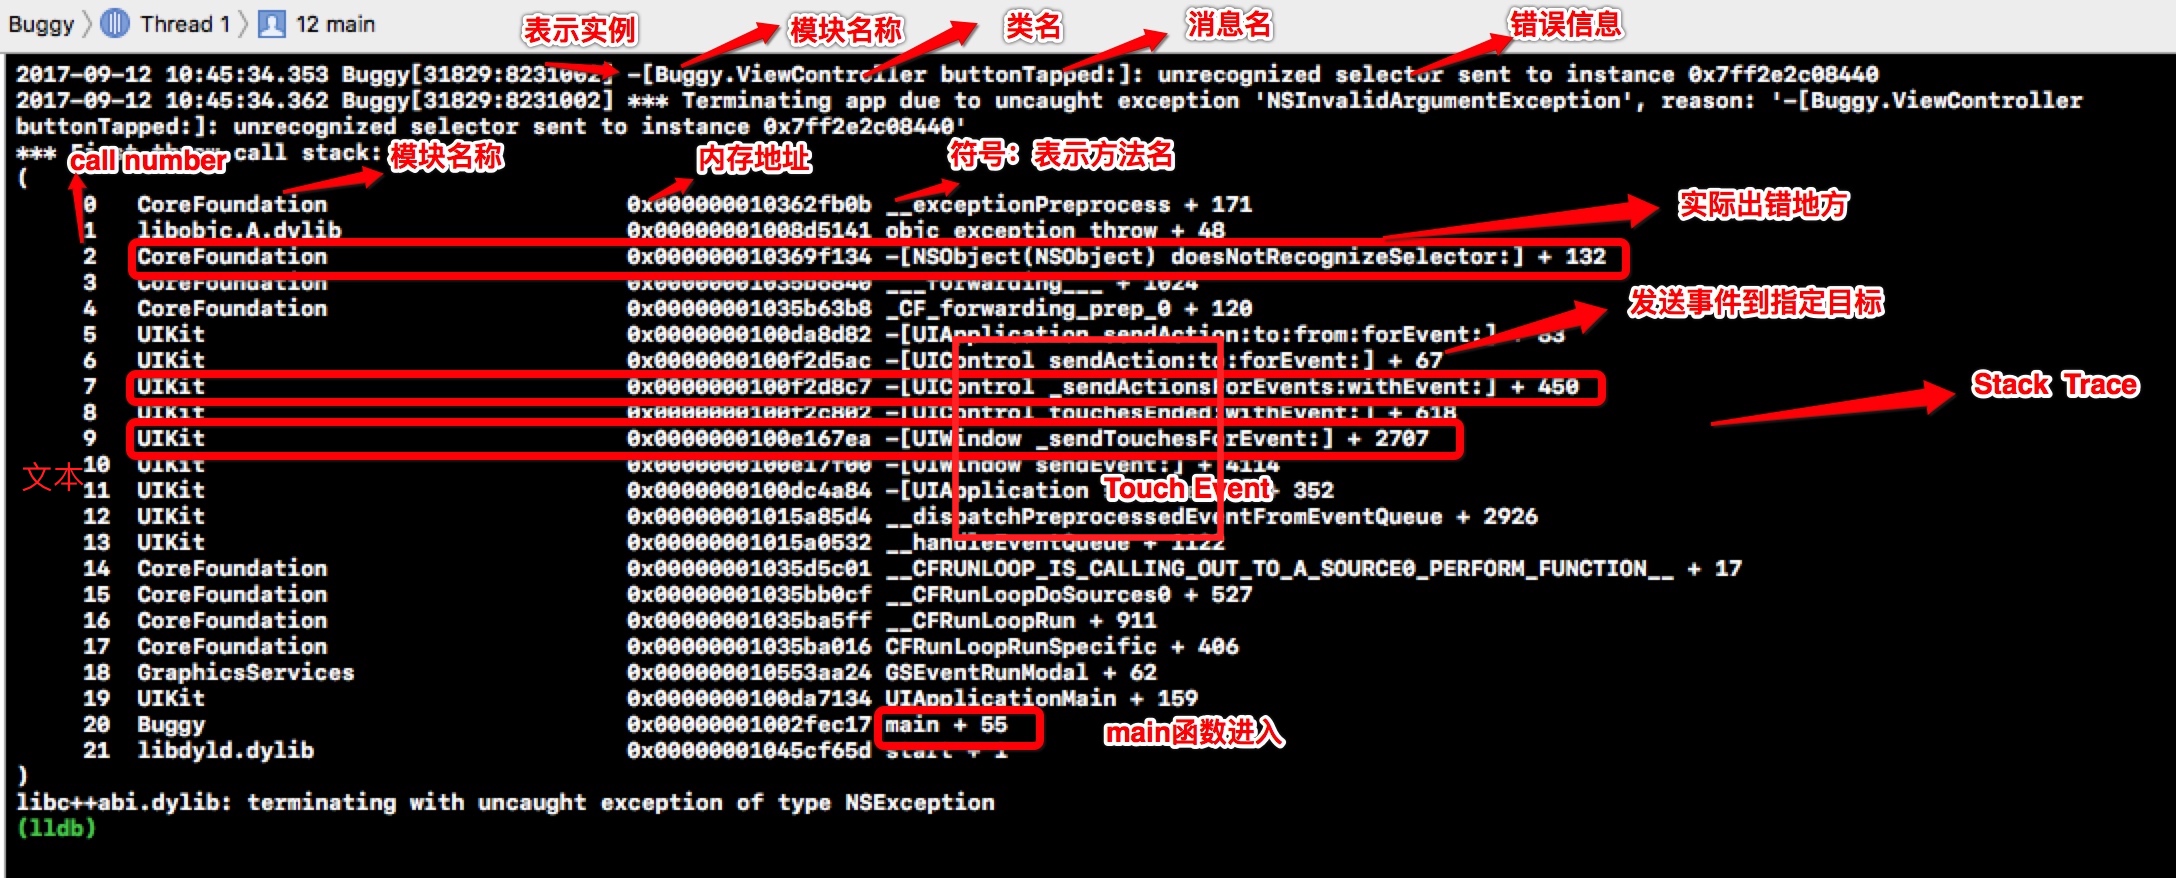 Buggy Thread 1 12 main
表示实例 模块名称 类名 消息名 错误信息
2017-09-12 10:45:34.353 Buggy[31829:8231002] -[Buggy.ViewController buttonTapped:]: unrecognized selector sent to instance 0x7ff2e2c08440
2017-09-12 10:45:34.362 Buggy[31829:8231002] *** Terminating app due to uncaught exception 'NSInvalidArgumentException', reason: '-[Buggy.ViewController
buttonTapped:]: unrecognized selector sent to instance 0x7ff2e2c08440'
*** First throw call stack:
call number 模块名称 内存地址 符号：表示方法名
(
0 CoreFoundation 0x000000010362fb0b __exceptionPreprocess + 171
实际出错地方
1 libobjc.A.dylib 0x00000001008d5141 objc_exception_throw + 48
2 CoreFoundation 0x000000010369f134 -[NSObject(NSObject) doesNotRecognizeSelector:] + 132
3 CoreFoundation 0x00000001035b6840 ___forwarding___ + 1024
4 CoreFoundation 0x00000001035b63b8 _CF_forwarding_prep_0 + 120
发送事件到指定目标
5 UIKit 0x0000000100da8d82 -[UIApplication sendAction:to:from:forEvent:] + 83
6 UIKit 0x0000000100f2d5ac -[UIControl sendAction:to:forEvent:] + 67
7 UIKit 0x0000000100f2d8c7 -[UIControl _sendActionsForEvents:withEvent:] + 450
Stack Trace
8 UIKit 0x0000000100f2c802 -[UIControl touchesEnded:withEvent:] + 618
9 UIKit 0x0000000100e167ea -[UIWindow _sendTouchesForEvent:] + 2707
10 UIKit 0x0000000100e17f00 -[UIWindow sendEvent:] + 4114
文本
11 UIKit 0x0000000100dc4a84 -[UIApplication + 352
Touch Event
12 UIKit 0x00000001015a85d4 __dispatchPreprocessedEventFromEventQueue + 2926
13 UIKit 0x00000001015a0532 __handleEventQueue + 1122
14 CoreFoundation 0x00000001035d5c01 __CFRUNLOOP_IS_CALLING_OUT_TO_A_SOURCE0_PERFORM_FUNCTION__ + 17
15 CoreFoundation 0x00000001035bb0cf __CFRunLoopDoSources0 + 527
16 CoreFoundation 0x00000001035ba5ff __CFRunLoopRun + 911
17 CoreFoundation 0x00000001035ba016 CFRunLoopRunSpecific + 406
18 GraphicsServices 0x000000010553aa24 GSEventRunModal + 62
19 UIKit 0x0000000100da7134 UIApplicationMain + 159
20 Buggy 0x00000001002fec17 main + 55
main函数进入
21 libdyld.dylib 0x00000001045cf65d start + 1
)
libc++abi.dylib: terminating with uncaught exception of type NSException
(lldb)